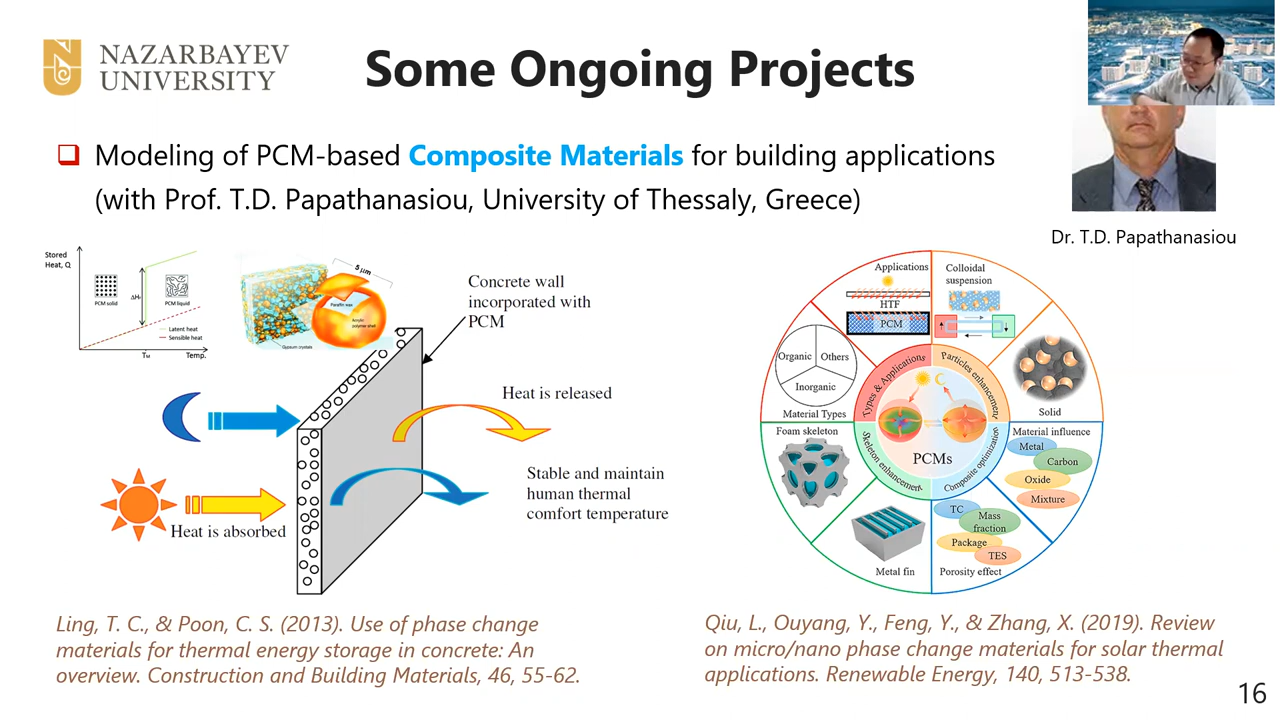 NAZARBAYEV
UNIVERSITY
Some Ongoing Projects
Modeling of PCM-based Composite Materials for building applications
(with Prof. T.D. Papathanasiou, University of Thessaly, Greece)
Dr. T.D. Papathanasiou
Stored
Heat, Q
PCM solid
ΔH
PCM liquid
Latent heat
Sensible heat
TM
Temp.
5 µm
Paraffin wax
Acrylic
polymer shell
Gypsum crystals
Concrete wall
incorporated with
PCM
Heat is released
Stable and maintain
human thermal
comfort temperature
Heat is absorbed
Applications
HTF
PCM
Colloidal
suspension
Organic
Others
Inorganic
Material Types
Solid
Types & Applications
Particles enhancement
Skeleton enhancement
Composite optimization
PCMs
Foam skeleton
Metal fin
Material influence
Metal
Carbon
Oxide
Mixture
TC
Mass
fraction
Package
TES
Porosity effect
Ling, T. C., & Poon, C. S. (2013). Use of phase change
materials for thermal energy storage in concrete: An
overview. Construction and Building Materials, 46, 55-62.
Qiu, L., Ouyang, Y., Feng, Y., & Zhang, X. (2019). Review
on micro/nano phase change materials for solar thermal
applications. Renewable Energy, 140, 513-538.
16